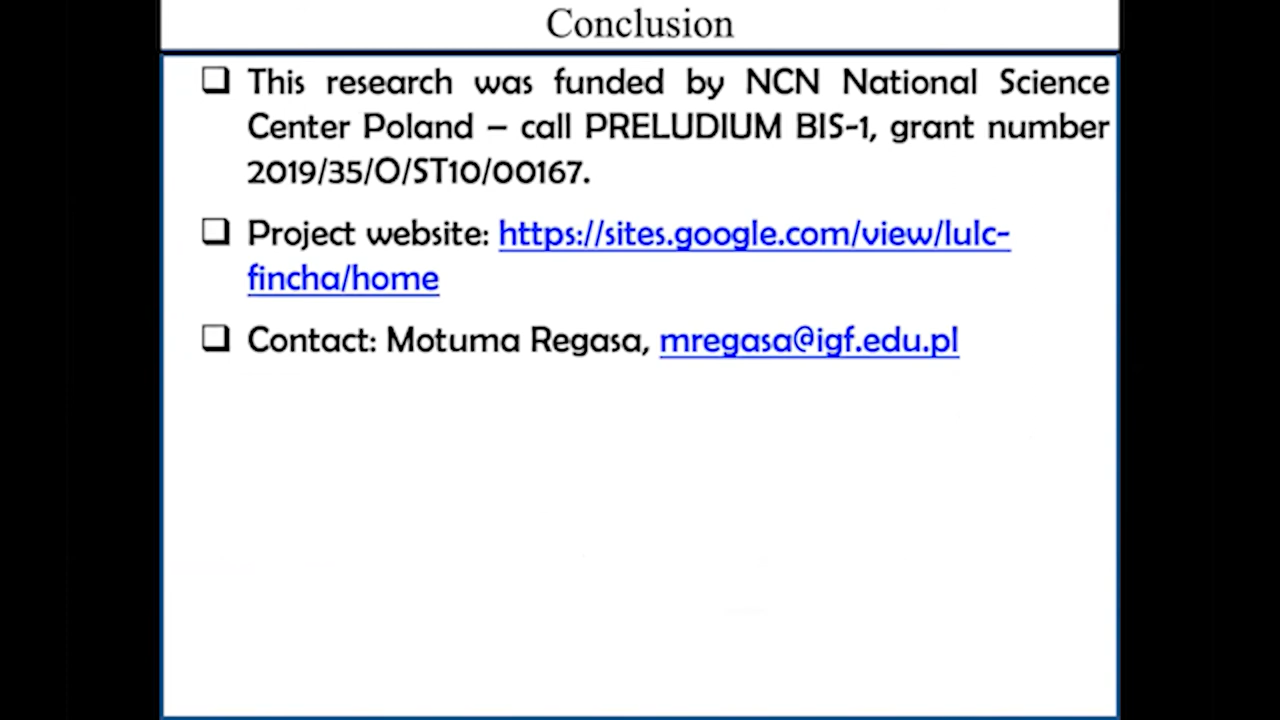 Conclusion
❑ This research was funded by NCN National Science
Center Poland – call PRELUDIUM BIS-1, grant number
2019/35/O/ST10/00167.
❑ Project website: https://sites.google.com/view/lulc-
fincha/home
❑ Contact: Motuma Regasa, mregasa@igf.edu.pl